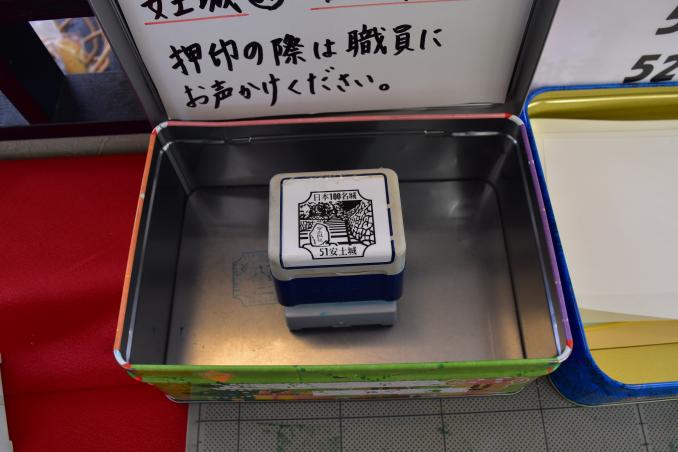 押印の際は職員に
お声かけください。
日本100名城
51安土城
52